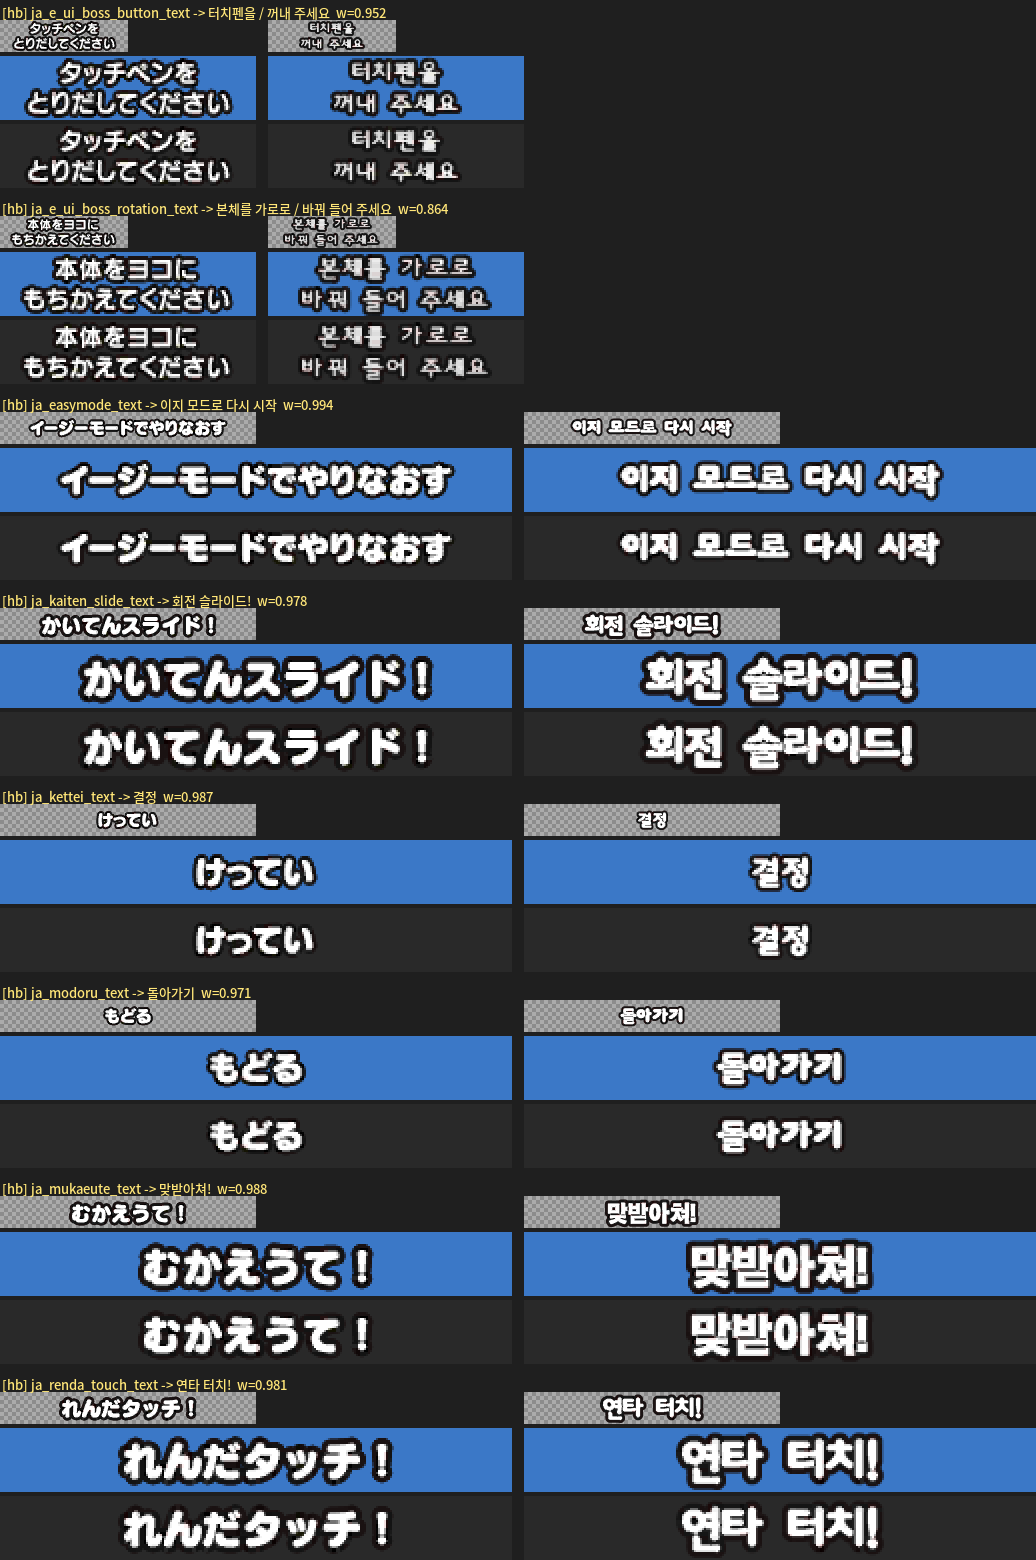 [hb] ja_e_ui_boss_button_text -> 터치펜을 / 꺼내 주세요 w=0.952
タッチペンを
とりだしてください
터치펜을
꺼내 주세요
タッチペンを
とりだしてください
터치펜을
꺼내 주세요
タッチペンを
とりだしてください
터치펜을
꺼내 주세요
[hb] ja_e_ui_boss_rotation_text -> 본체를 가로로 / 바꿔 들어 주세요 w=0.864
本体をヨコに
もちかえてください
본체를 가로로
바꿔 들어 주세요
本体をヨコに
もちかえてください
본체를 가로로
바꿔 들어 주세요
本体をヨコに
もちかえてください
본체를 가로로
바꿔 들어 주세요
[hb] ja_easymode_text -> 이지 모드로 다시 시작 w=0.994
イージーモードでやりなおす
이지 모드로 다시 시작
イージーモードでやりなおす
이지 모드로 다시 시작
イージーモードでやりなおす
이지 모드로 다시 시작
[hb] ja_kaiten_slide_text -> 회전 슬라이드! w=0.978
かいてんスライド！
회전 슬라이드!
かいてんスライド！
회전 슬라이드!
かいてんスライド！
회전 슬라이드!
[hb] ja_kettei_text -> 결정 w=0.987
けってい
결정
けってい
결정
けってい
결정
[hb] ja_modoru_text -> 돌아가기 w=0.971
もどる
돌아가기
もどる
돌아가기
もどる
돌아가기
[hb] ja_mukaeute_text -> 맞받아쳐! w=0.988
むかえうて！
맞받아쳐!
むかえうて！
맞받아쳐!
むかえうて！
맞받아쳐!
[hb] ja_renda_touch_text -> 연타 터치! w=0.981
れんだタッチ！
연타 터치!
れんだタッチ！
연타 터치!
れんだタッチ！
연타 터치!